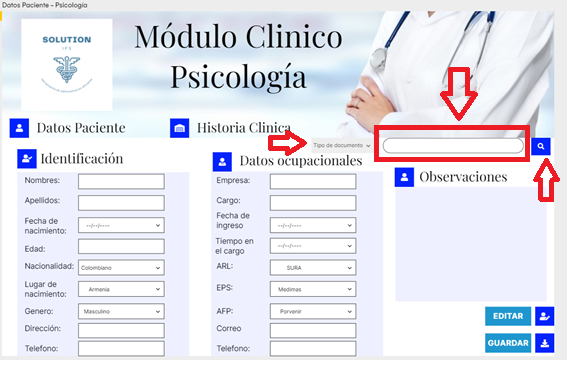 Datos Paciente - Psicología
SOLUTION
IPS
Módulo Clinico
Psicología
Datos Paciente
Historia Clinica
Tipo de documento
Identificación
Datos ocupacionales
Observaciones
Nombres:
Apellidos:
Fecha de
nacimiento:
--/--/----
Edad:
Nacionalidad:
Colombiano
Lugar de
nacimiento:
Armenia
Genero:
Masculino
Dirección:
Telefono:
Empresa:
Cargo:
Fecha de
ingreso
--/--/----
Tiempo en
el cargo
--/--/----
ARL:
SURA
EPS:
Medimas
AFP:
Porvenir
Correo
Telefono:
EDITAR
GUARDAR